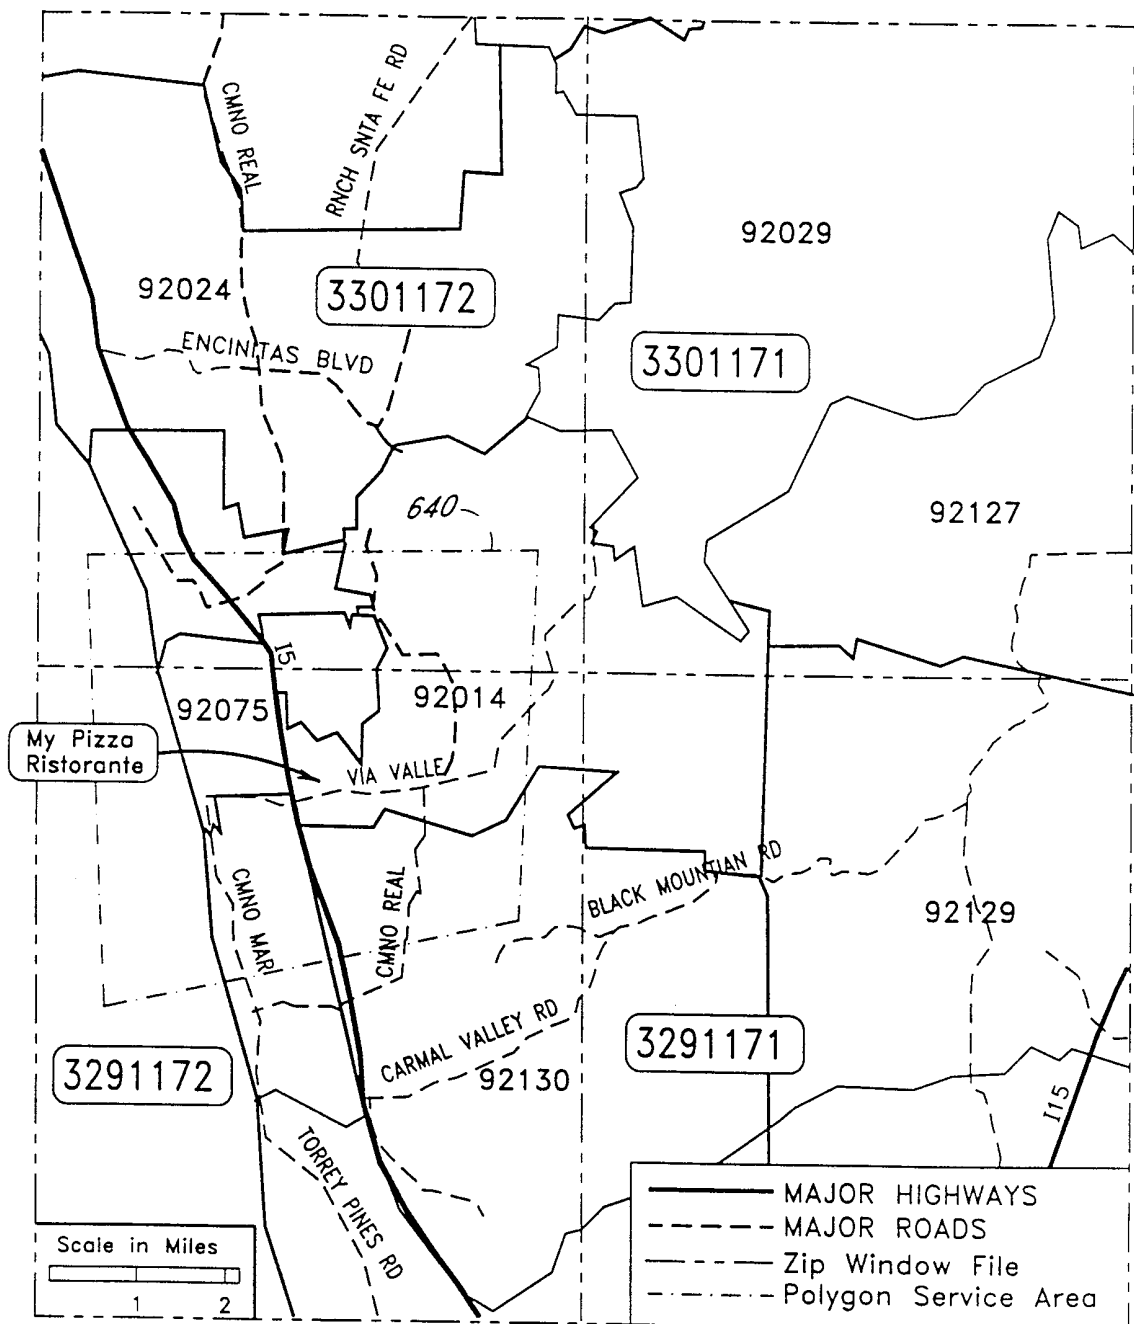 CMNO REAL
RNCH SNTA FE RD
92029
92024
3301172
ENCINITAS BLVD
3301171
640
92127
I5
92075
92014
My Pizza
Ristorante
VIA VALLE
CMNO MAR
CMNO REAL
BLACK MOUNTIAN RD
92129
3291172
CARMAL VALLEY RD
92130
3291171
I15
TORREY PINES RD
Scale in Miles
1 2
MAJOR HIGHWAYS
MAJOR ROADS
Zip Window File
Polygon Service Area